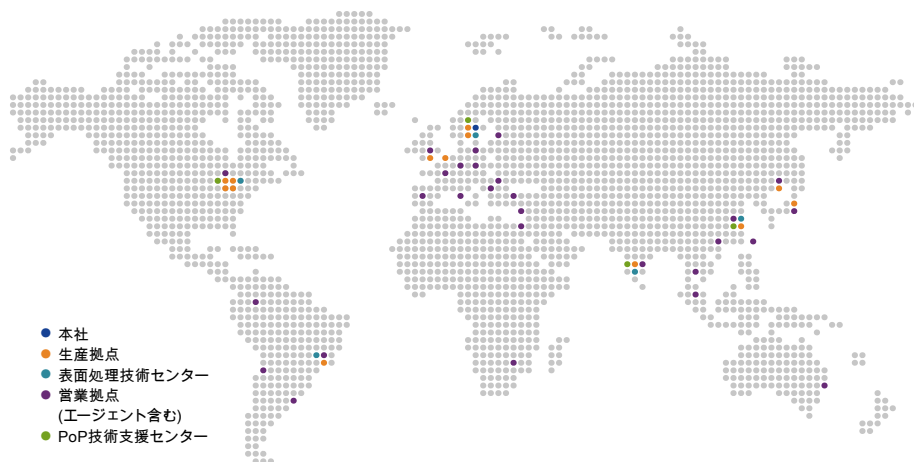 本社
生産拠点
表面処理技術センター
営業拠点
(エージェント含む)
PoP技術支援センター